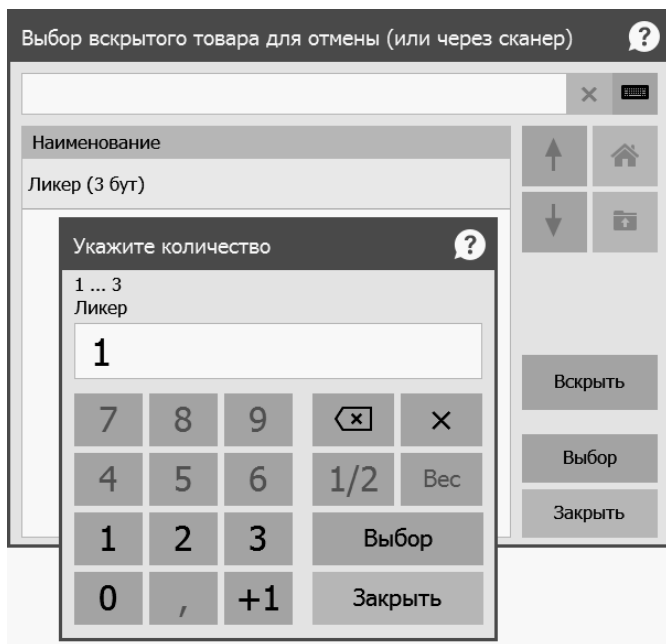 Выбор вскрытого товара для отмены (или через сканер) ?
×
Наименование
Ликер (3 бут)
Укажите количество ?
1 ... 3
Ликер
1
7 8 9 ×
4 5 6 1/2 Вес
1 2 3 Выбор
0 , +1 Закрыть
Вскрыть
Выбор
Закрыть